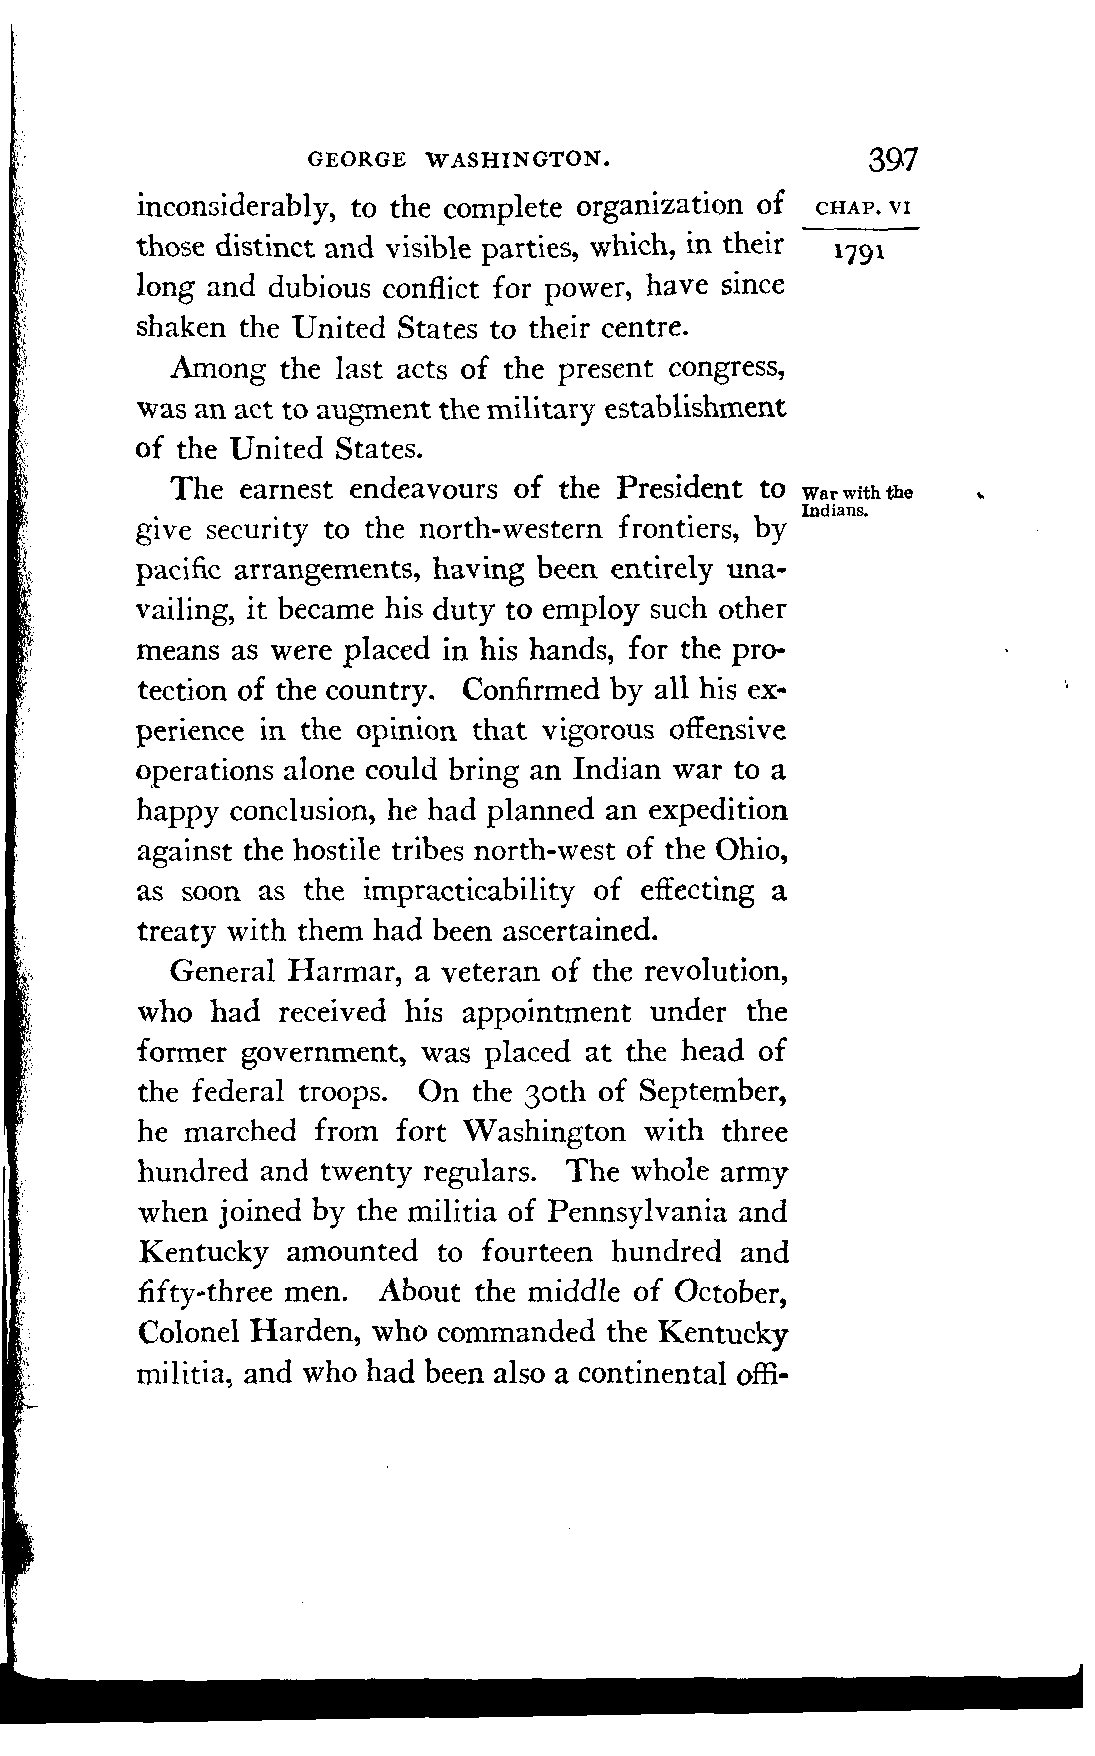 GEORGE WASHINGTON. 397
inconsiderably, to the complete organization of CHAP. VI
those distinct and visible parties, which, in their 1791
long and dubious conflict for power, have since
shaken the United States to their centre.
Among the last acts of the present congress,
was an act to augment the military establishment
of the United States.
The earnest endeavours of the President to War with the
Indians.
give security to the north-western frontiers, by
pacific arrangements, having been entirely una-
vailing, it became his duty to employ such other
means as were placed in his hands, for the pro-
tection of the country. Confirmed by all his ex-
perience in the opinion that vigorous offensive
operations alone could bring an Indian war to a
happy conclusion, he had planned an expedition
against the hostile tribes north-west of the Ohio,
as soon as the impracticability of effecting a
treaty with them had been ascertained.
General Harmar, a veteran of the revolution,
who had received his appointment under the
former government, was placed at the head of
the federal troops. On the 30th of September,
he marched from fort Washington with three
hundred and twenty regulars. The whole army
when joined by the militia of Pennsylvania and
Kentucky amounted to fourteen hundred and
fifty-three men. About the middle of October,
Colonel Harden, who commanded the Kentucky
militia, and who had been also a continental offi-